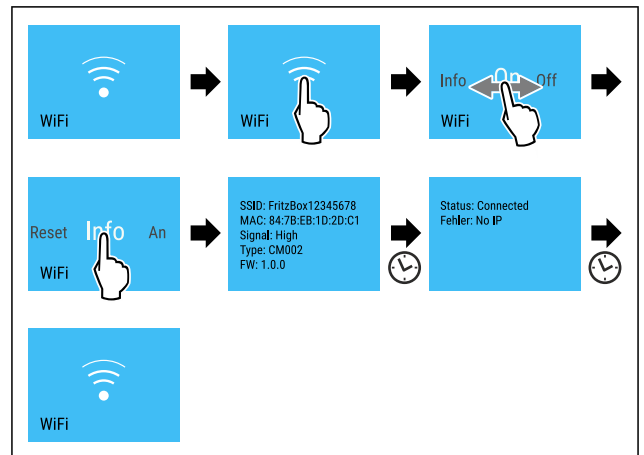 WiFi
WiFi
Info On Off
WiFi
Reset Info An
WiFi
SSID: FritzBox12345678
MAC: 84:7B:EB:1D:2D:C1
Signal: High
Type: CM002
FW: 1.0.0
Status: Connected
Fehler: No IP
WiFi